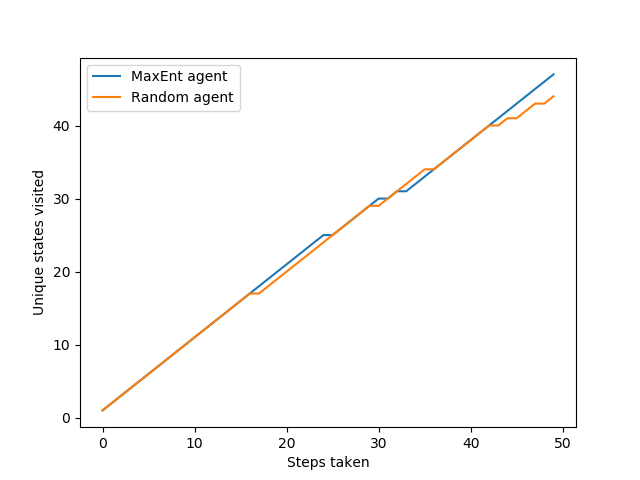 MaxEnt agent
Random agent
Unique states visited
40
30
20
10
0
0 10 20 30 40 50
Steps taken